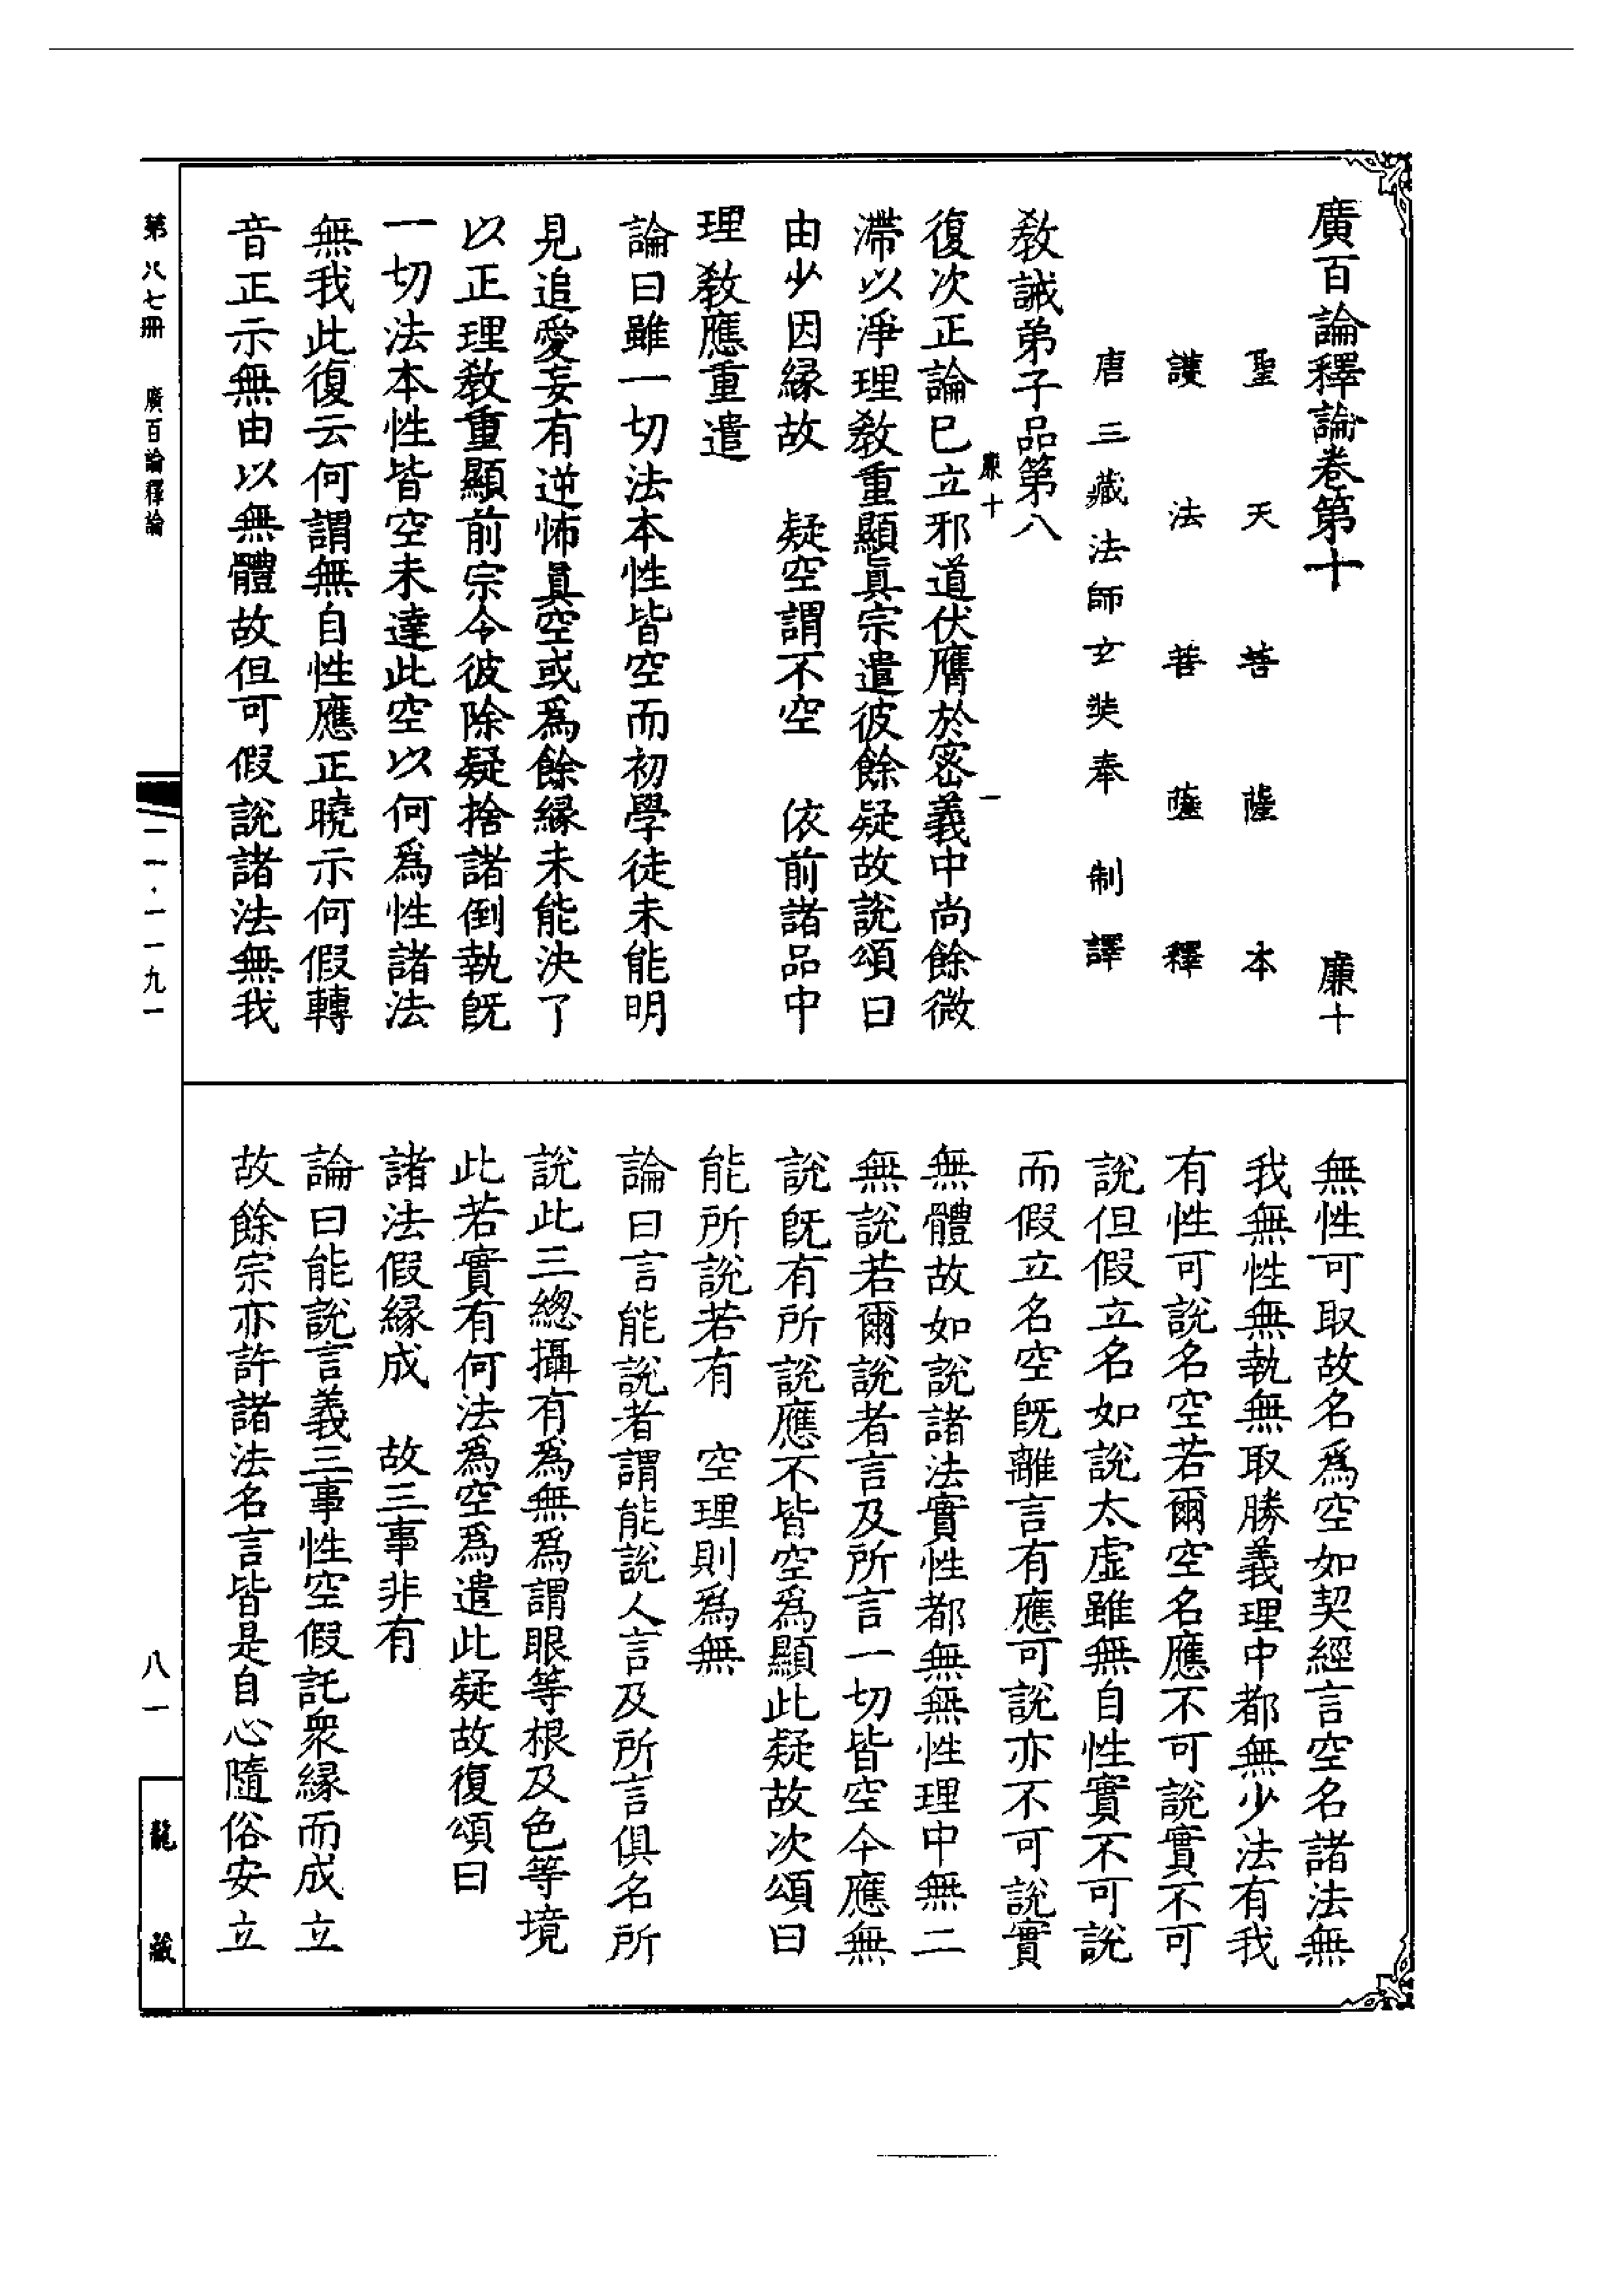 廣百論釋論卷第十　廉十
聖天菩薩本
護法菩薩釋
唐三藏法師玄奘奉　制譯
教誡弟子品第八
廉十　一
復次正論已立邪道伏膺於密義中尚餘微
滯以淨理教重顯眞宗遣彼餘疑故說頌曰
由少因緣故　疑空謂不空　依前諸品中
理教應重遣
論曰雖一切法本性皆空而初學徒未能明
見追愛妄有逆怖眞空或爲餘緣未能決了
以正理教重顯前宗令彼除疑捨諸倒執旣
一切法本性皆空未達此空以何爲性諸法
無我此復云何謂無自性應正曉示何假轉
音正示無由以無體故但可假說諸法無我
無性可取故名爲空如契經言空名諸法無
我無性無執無取勝義理中都無少法有我
有性可說名空若爾空名應不可說實不可
說但假立名如說太虛雖無自性實不可說
而假立名空旣離言有應可說亦不可說實
無體故如說諸法實性都無無性理中無二
無說若爾說者言及所言一切皆空今應無
說旣有所說應不皆空爲顯此疑故次頌曰
能所說若有　空理則爲無
論曰言能說者謂能說人言及所言俱名所
說此三總攝有爲無爲謂眼等根及色等境
此若實有何法爲空爲遣此疑故復頌曰
諸法假緣成　故三事非有
論曰能說言義三事性空假託衆緣而成立
故餘宗亦許諸法名言皆是自心隨俗安立
第八七冊　廣百論釋論
一一·一一九一
八一
龍藏